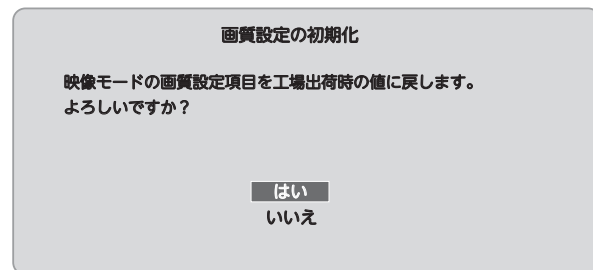 画質設定の初期化
映像モードの画質設定項目を工場出荷時の値に戻します。
よろしいですか？
はい
いいえ